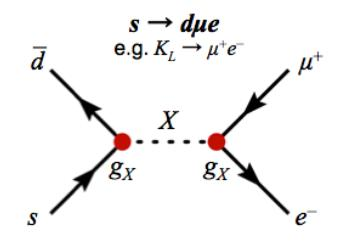 s → dμe
e.g. K_L → μ⁺e⁻
d̅ μ⁺
X
g_X g_X
s e⁻